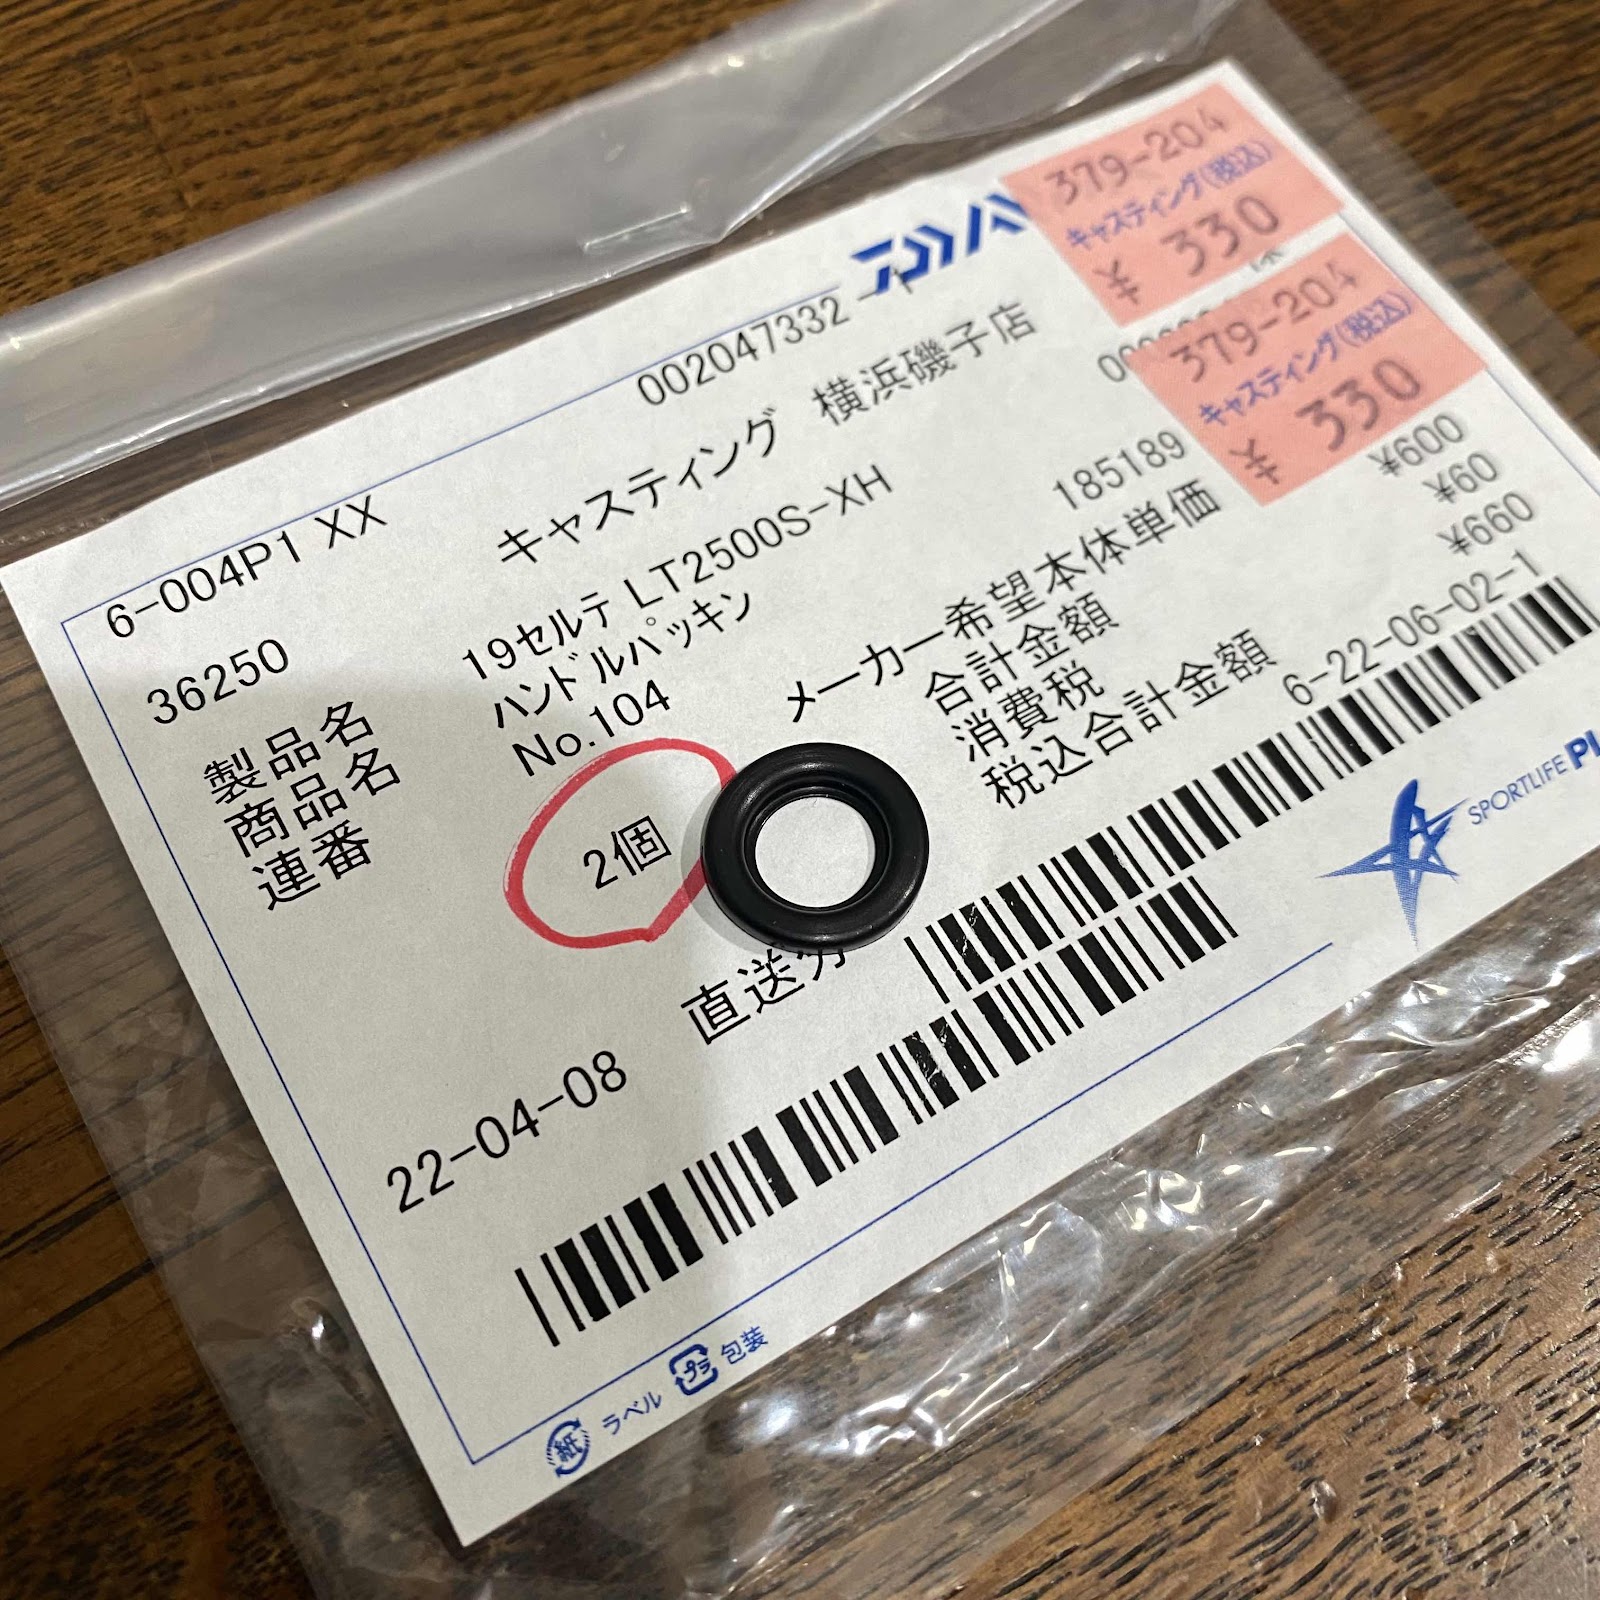 379-204
キャスティング(税込)
¥ 330
379-204
キャスティング(税込)
¥ 330
002047332
6-004P1 XX
キャスティング 横浜磯子店
36250
185189
製品名 19セルテ LT2500S-XH
商品名 ハンドルパッキン
連番 No.104
メーカー希望本体単価
合計金額 ¥600
消費税 ¥60
税込合計金額 ¥660
2個
6-22-06-02-1
直送分
22-04-08
SPORTLIFE
紙 ラベル プラ 包装